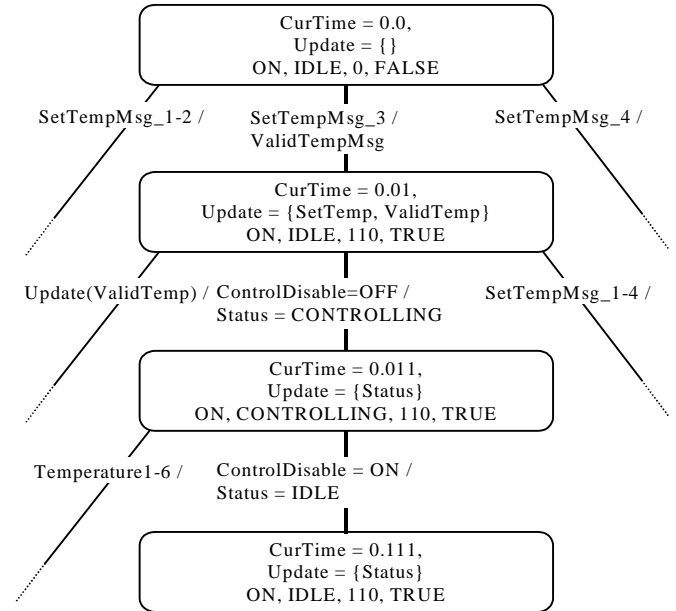 CurTime = 0.0,
Update = {}
ON, IDLE, 0, FALSE
SetTempMsg_1-2 /
SetTempMsg_3 /
ValidTempMsg
SetTempMsg_4 /
CurTime = 0.01,
Update = {SetTemp, ValidTemp}
ON, IDLE, 110, TRUE
Update(ValidTemp) /
ControlDisable=OFF /
Status = CONTROLLING
SetTempMsg_1-4 /
CurTime = 0.011,
Update = {Status}
ON, CONTROLLING, 110, TRUE
Temperature1-6 /
ControlDisable = ON /
Status = IDLE
CurTime = 0.111,
Update = {Status}
ON, IDLE, 110, TRUE